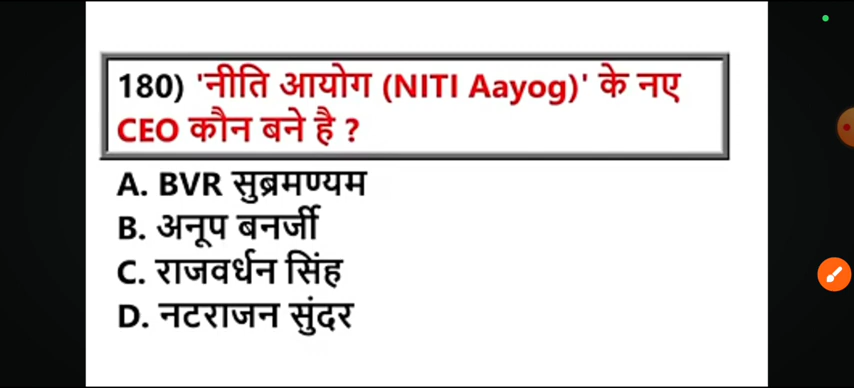 180) 'नीति आयोग (NITI Aayog)' के नए
CEO कौन बने है ?
A. BVR सुब्रमण्यम
B. अनूप बनर्जी
C. राजवर्धन सिंह
D. नटराजन सुंदर